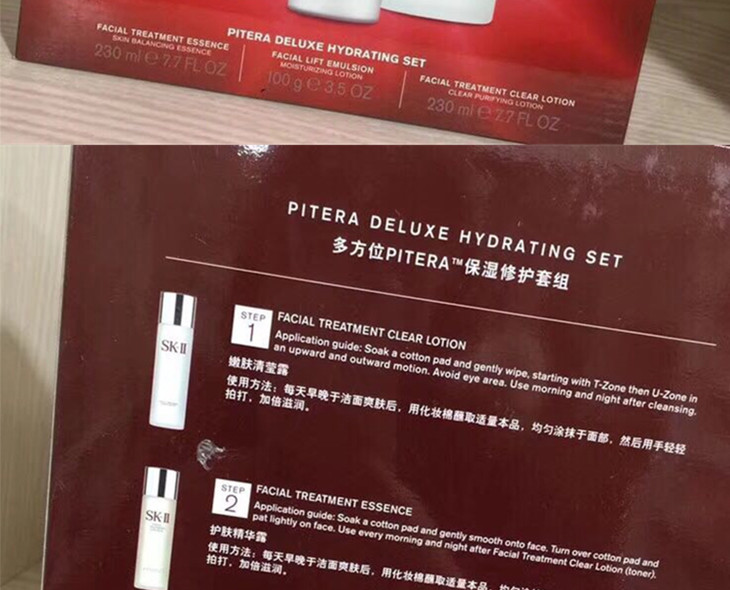 PITERA DELUXE HYDRATING SET
FACIAL TREATMENT ESSENCE
SKIN BALANCING ESSENCE
230 ml ℮ 7.7 FL OZ
FACIAL LIFT EMULSION
MOISTURIZING LOTION
100 g ℮ 3.5 OZ
FACIAL TREATMENT CLEAR LOTION
CLEAR PURIFYING LOTION
230 ml ℮ 7.7 FL OZ
PITERA DELUXE HYDRATING SET
多方位PITERA™保湿修护套组
SK-II
STEP
1
FACIAL TREATMENT CLEAR LOTION
Application guide: Soak a cotton pad and gently wipe, starting with T-Zone then U-Zone in
an upward and outward motion. Avoid eye area. Use morning and night after cleansing.
嫩肤清莹露
使用方法：每天早晚于洁面爽肤后，用化妆棉蘸取适量本品，均匀涂抹于面部，然后用手轻轻
拍打，加倍滋润。
SK-II
STEP
2
FACIAL TREATMENT ESSENCE
Application guide: Soak a cotton pad and gently smooth onto face. Turn over cotton pad and
pat lightly on face. Use every morning and night after Facial Treatment Clear Lotion (toner).
护肤精华露
使用方法：每天早晚于洁面爽肤后，用化妆棉蘸取适量本品，均匀
拍打，加倍滋润。